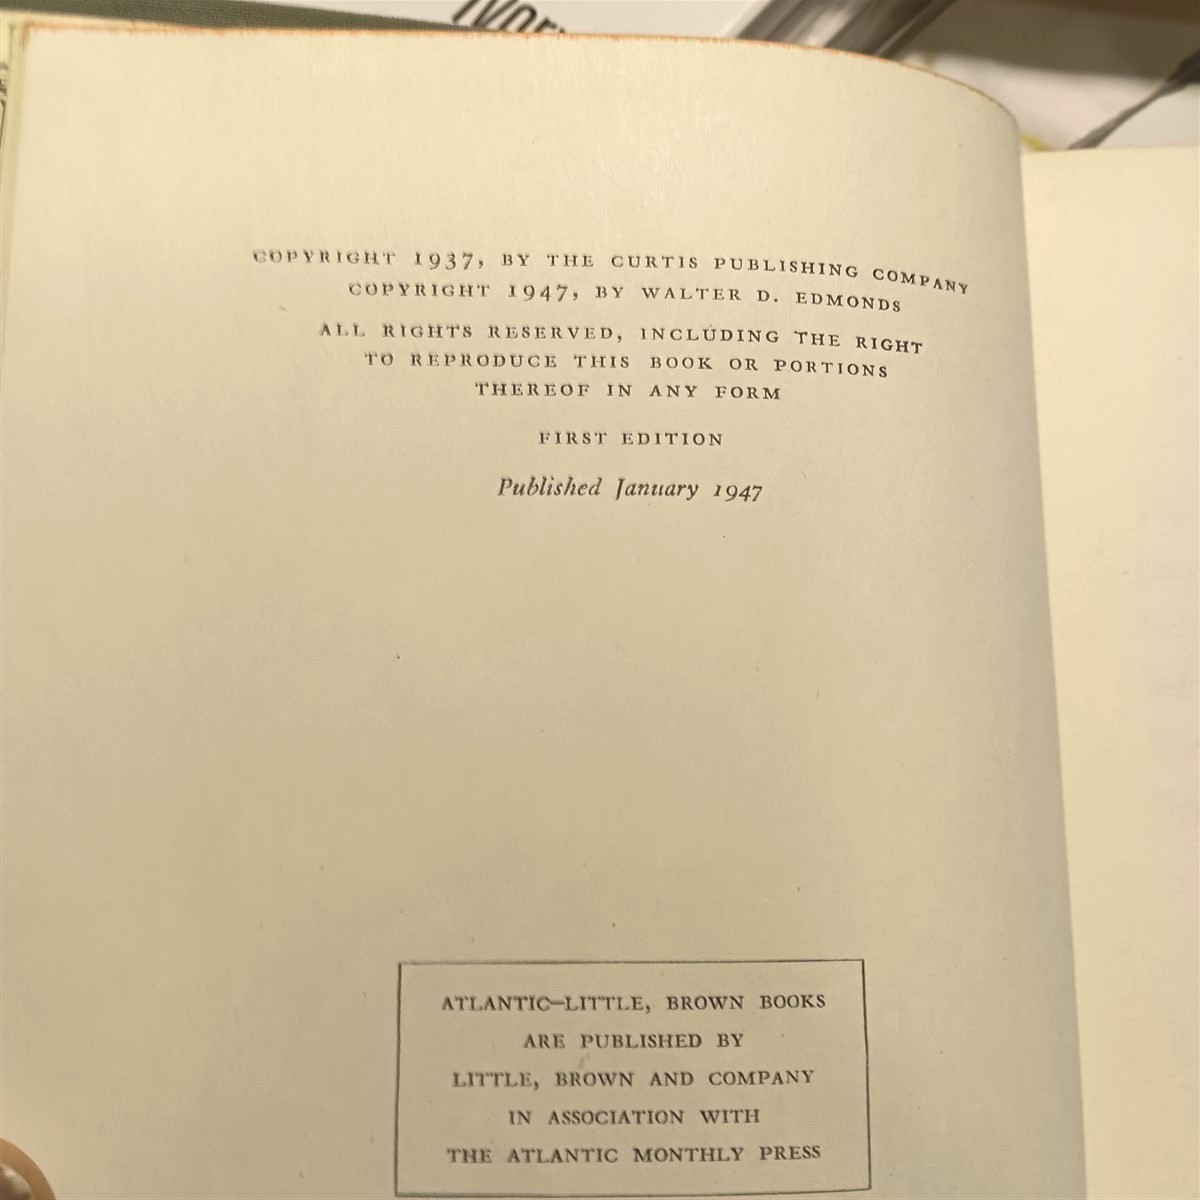 COPYRIGHT 1937, BY THE CURTIS PUBLISHING COMPANY
COPYRIGHT 1947, BY WALTER D. EDMONDS
ALL RIGHTS RESERVED, INCLUDING THE RIGHT
TO REPRODUCE THIS BOOK OR PORTIONS
THEREOF IN ANY FORM
FIRST EDITION
Published January 1947
ATLANTIC–LITTLE, BROWN BOOKS
ARE PUBLISHED BY
LITTLE, BROWN AND COMPANY
IN ASSOCIATION WITH
THE ATLANTIC MONTHLY PRESS